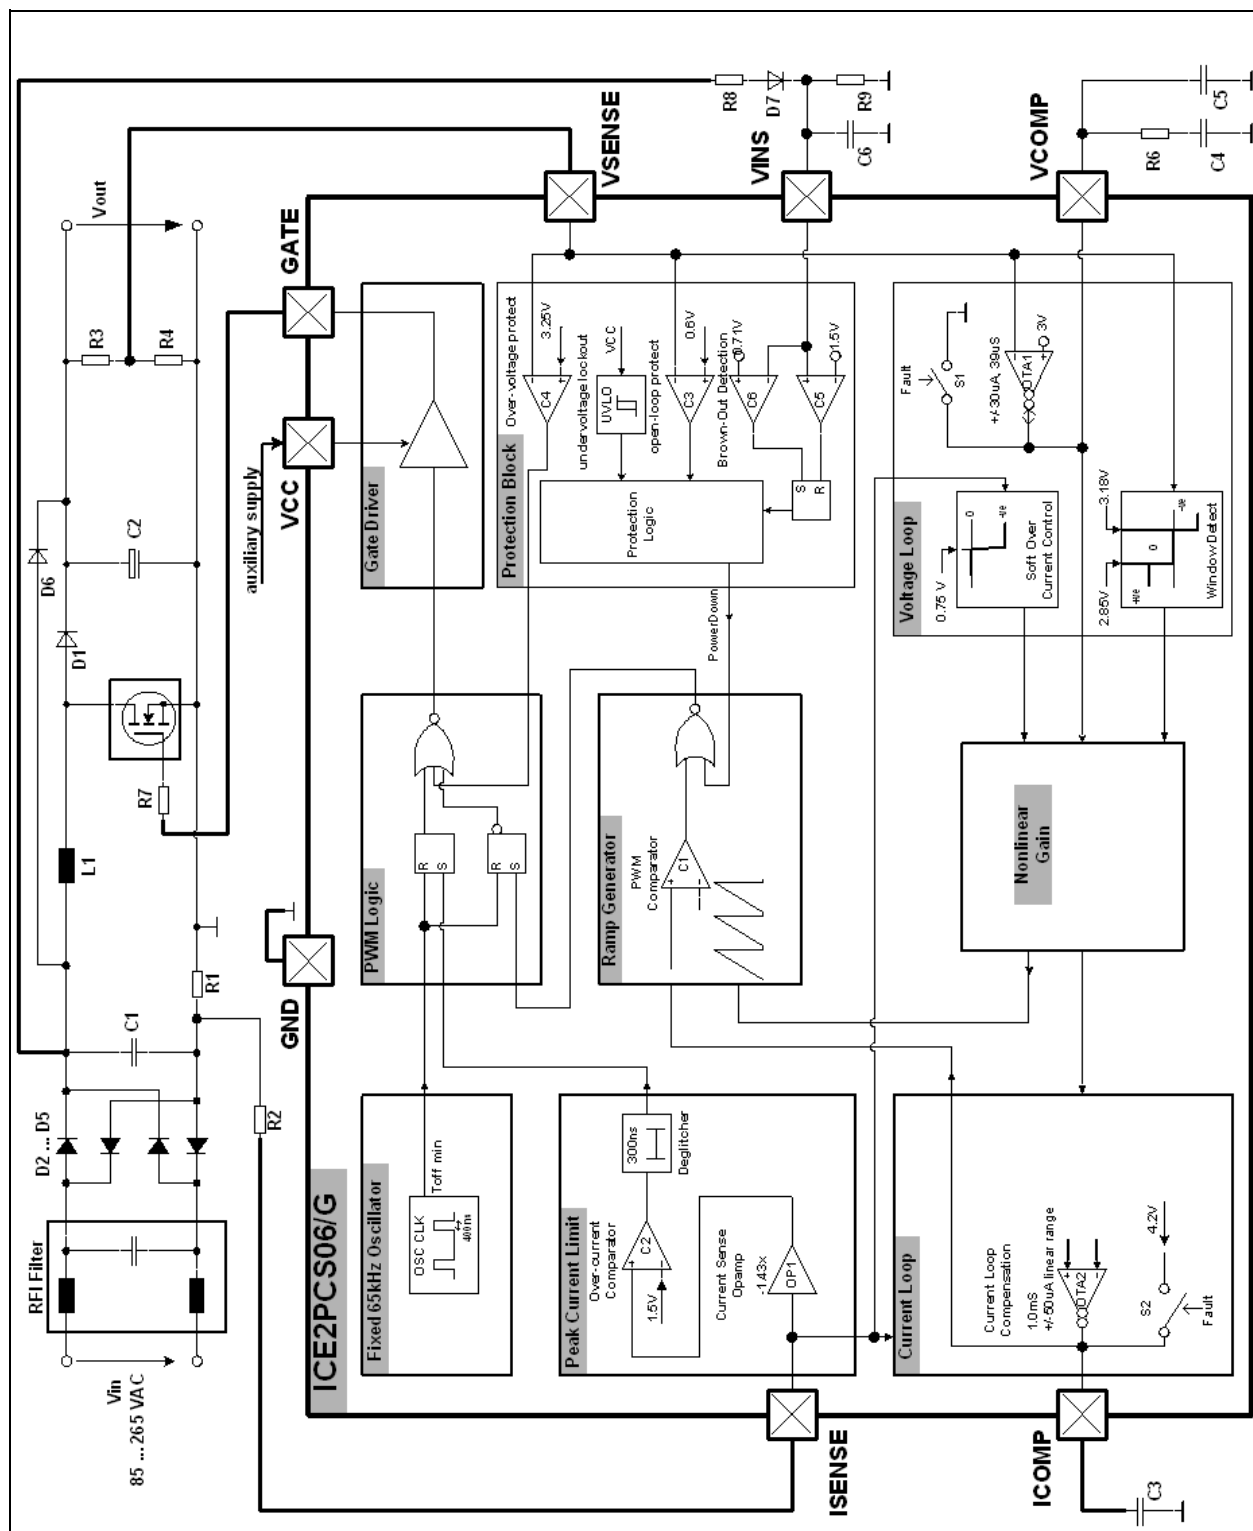 Vin
85 ... 265 VAC
RFI Filter
D2 ... D5
C1
R1
R2
L1
R7
D1
D6
C2
R3
R4
Vout
auxiliary supply
R8
D7
R9
C6
R6
C4
C5
C3
GND
VCC
GATE
VSENSE
VINS
VCOMP
ISENSE
ICOMP
ICE2PCS06/G
Fixed 65kHz Oscillator
OSC CLK
400ns
Toff min
PWM Logic
R
S
R
S
Gate Driver
Peak Current Limit
Over-current
Comparator
C2
+
-
1.5V
300ns
Deglitcher
Current Sense
Opamp
-1.43x
OP1
Ramp Generator
PWM
Comparator
C1
+
-
PowerDown
Protection Block
Over-voltage protect
3.25V
C4
-
+
undervoltage lockout
UVLO
VCC
open-loop protect
0.6V
C3
-
+
Brown-Out Detection
0.71V
C6
+
-
C5
+
-
1.5V
S
R
Protection
Logic
Current Loop
Current Loop
Compensation
1.0mS
+/-50uA linear range
OTA2
+
-
4.2V
S2
Fault
Nonlinear
Gain
Voltage Loop
0.75 V
0
-ve
Soft Over
Current Control
2.85V
3.18V
+ve
0
-ve
Window Detect
Fault
S1
+/-30uA, 39uS
OTA1
-
+
3V